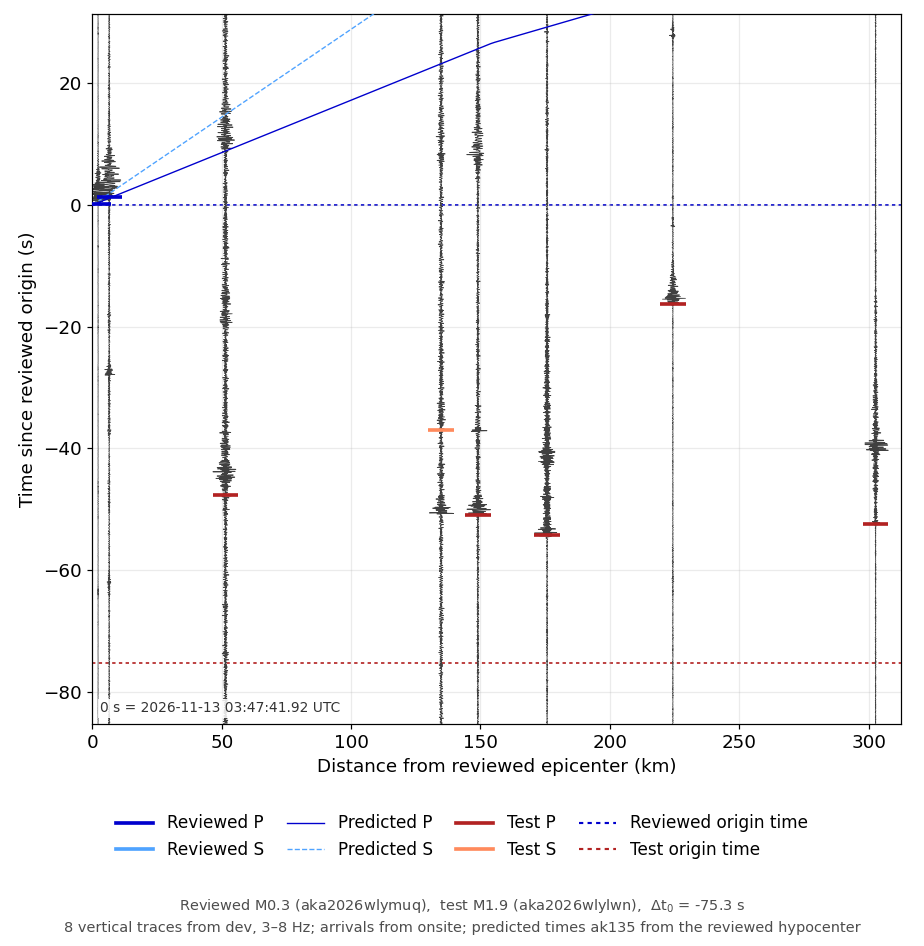 20
0
−20
−40
−60
−80
Time since reviewed origin (s)
0 s = 2026-11-13 03:47:41.92 UTC
0 50 100 150 200 250 300
Distance from reviewed epicenter (km)
Reviewed P Predicted P Test P Reviewed origin time
Reviewed S Predicted S Test S Test origin time
Reviewed M0.3 (aka2026wlymuq), test M1.9 (aka2026wlylwn), Δt₀ = -75.3 s
8 vertical traces from dev, 3–8 Hz; arrivals from onsite; predicted times ak135 from the reviewed hypocenter